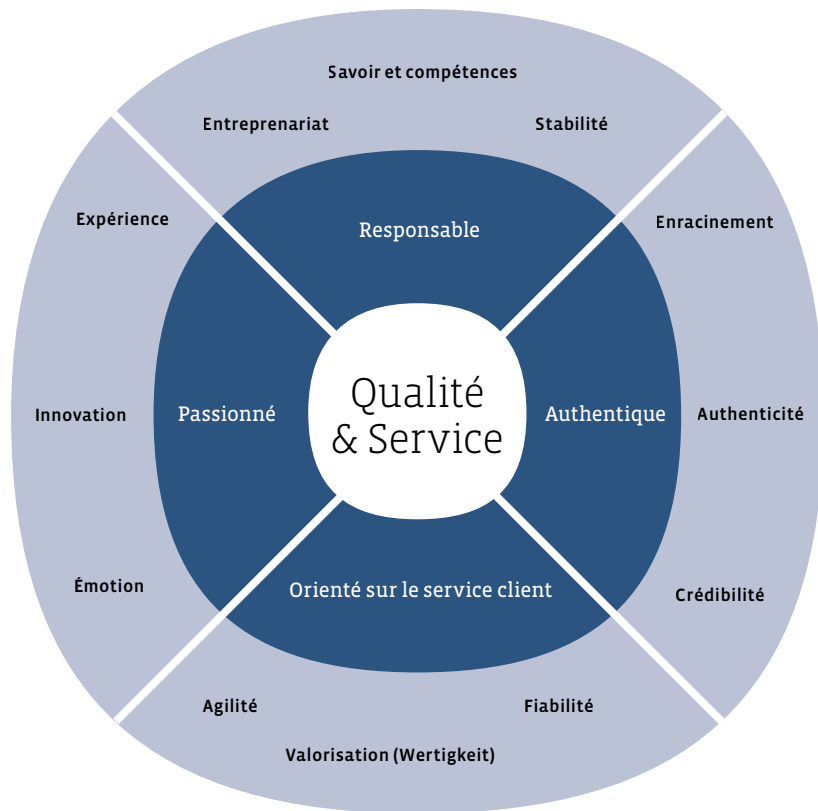 Savoir et compétences
Entreprenariat
Stabilité
Expérience
Responsable
Enracinement
Qualité
& Service
Innovation
Passionné
Authentique
Authenticité
Émotion
Orienté sur le service client
Crédibilité
Agilité
Fiabilité
Valorisation (Wertigkeit)